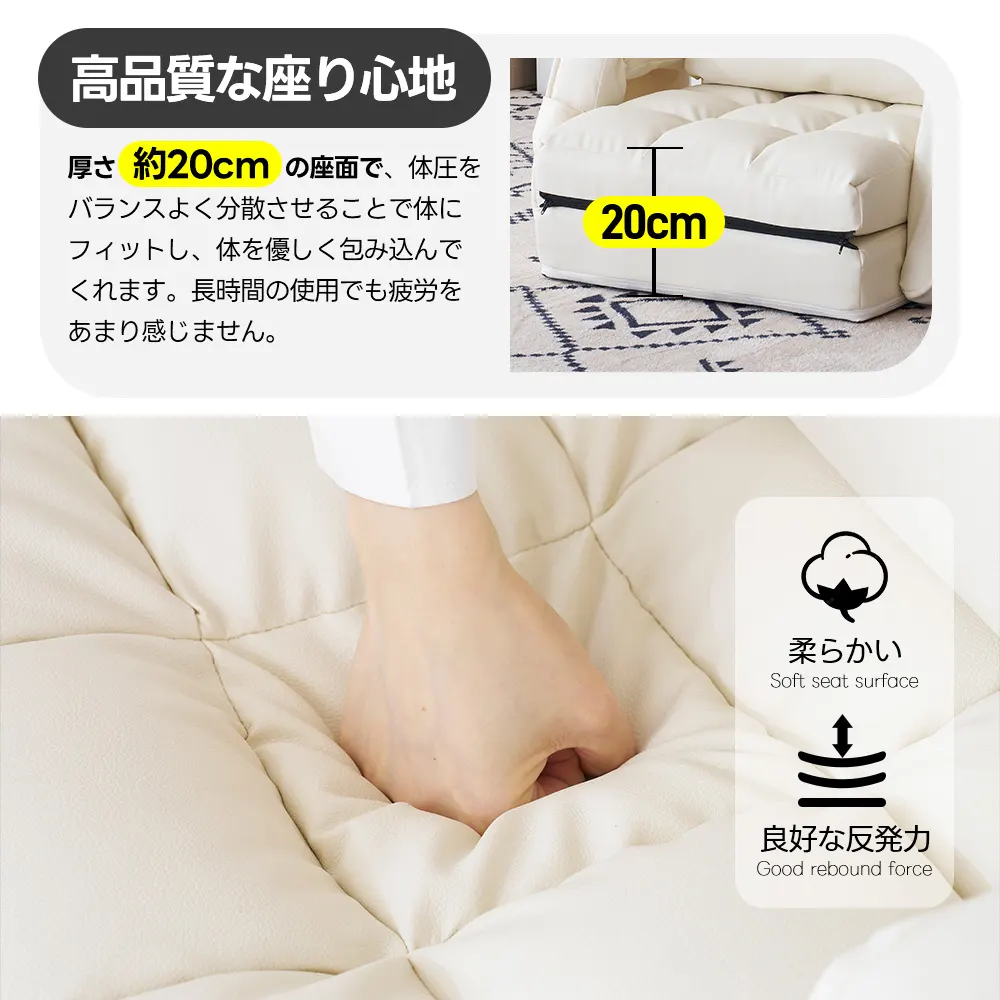 高品質な座り心地
厚さ 約20cm の座面で、体圧を
バランスよく分散させることで体に
フィットし、体を優しく包み込んで
くれます。長時間の使用でも疲労を
あまり感じません。
20cm
柔らかい
Soft seat surface
良好な反発力
Good rebound force